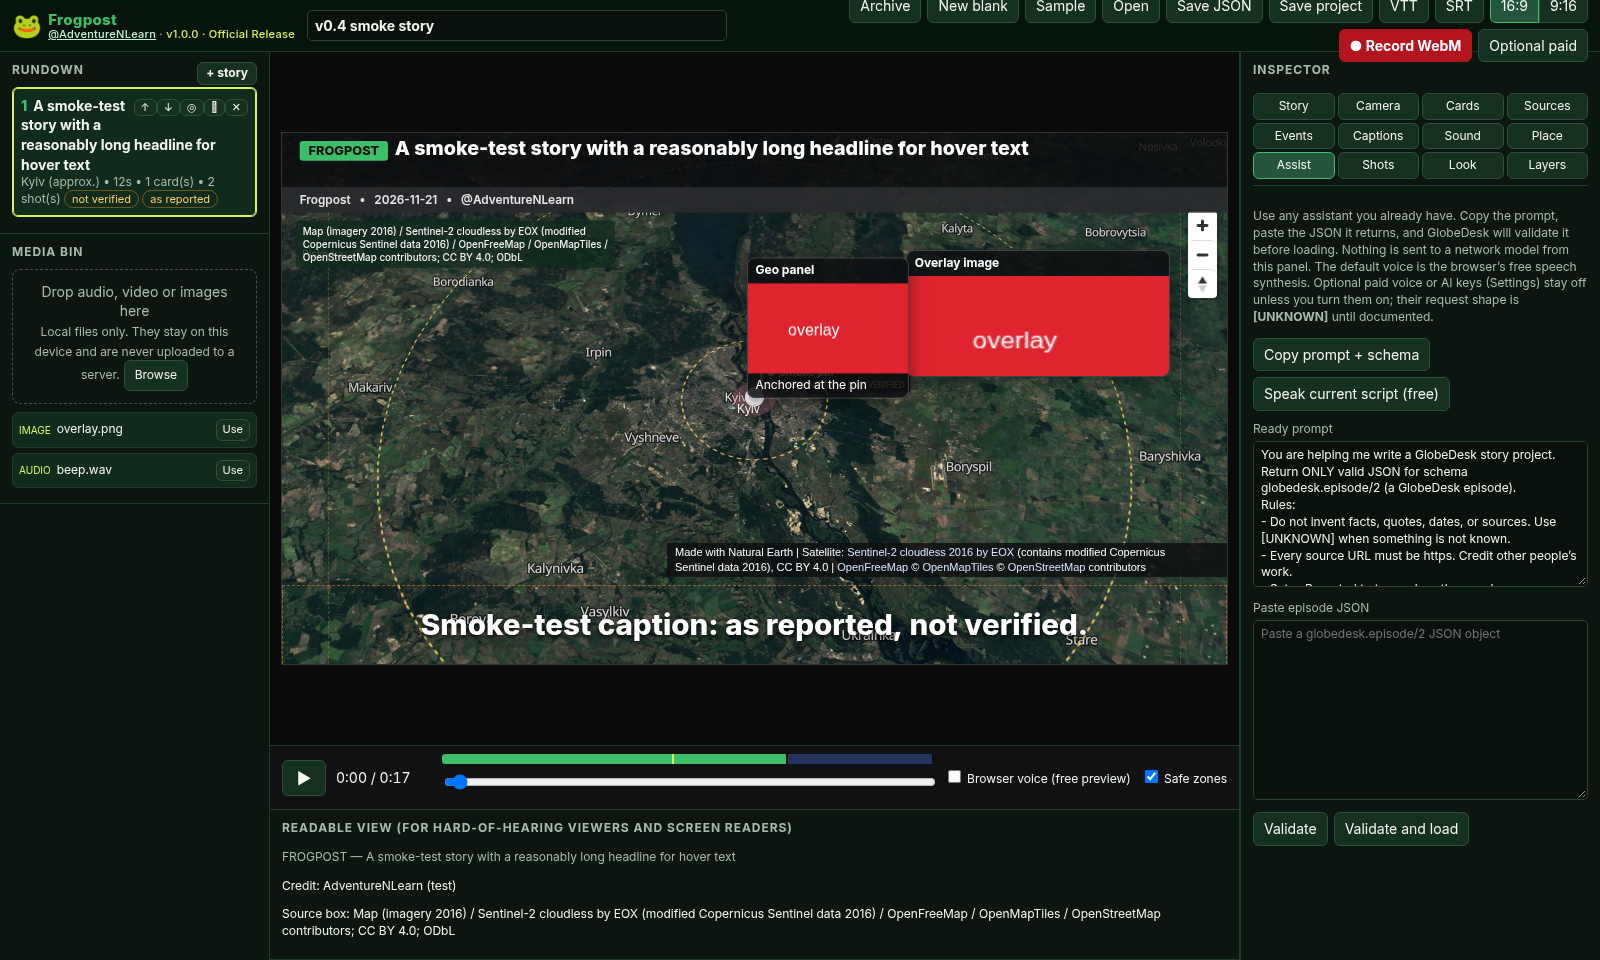 Frogpost
@AdventureNLearn · v1.0.0 · Official Release
v0.4 smoke story
Archive
New blank
Sample
Open
Save JSON
Save project
VTT
SRT
16:9
9:16
Record WebM
Optional paid
RUNDOWN
+ story
1 A smoke-test
story with a
reasonably long headline for
hover text
Kyiv (approx.) • 12s • 1 card(s) • 2
shot(s) not verified as reported
MEDIA BIN
Drop audio, video or images
here
Local files only. They stay on this
device and are never uploaded to a
server. Browse
IMAGE overlay.png Use
AUDIO beep.wav Use
FROGPOST A smoke-test story with a reasonably long headline for hover text
Nosivka
Frogpost • 2026-11-21 • @AdventureNLearn
Dymer
Map (imagery 2016) / Sentinel-2 cloudless by EOX (modified
Copernicus Sentinel data 2016) / OpenFreeMap / OpenMapTiles /
OpenStreetMap contributors; CC BY 4.0; ODbL
Kalyta
Bobrovytsia
Borodianka
Geo panel
overlay
Anchored at the pin
Overlay image
overlay
Irpin
Makariv
Kyiv
Kyiv
Vyshneve
Boryspil
Baryshivka
Made with Natural Earth | Satellite: Sentinel-2 cloudless 2016 by EOX (contains modified Copernicus
Sentinel data 2016), CC BY 4.0 | OpenFreeMap © OpenMapTiles © OpenStreetMap contributors
Kalynivka
Vasylkiv
Ukrainka
Stare
Smoke-test caption: as reported, not verified.
0:00 / 0:17
Browser voice (free preview)
Safe zones
READABLE VIEW (FOR HARD-OF-HEARING VIEWERS AND SCREEN READERS)
FROGPOST — A smoke-test story with a reasonably long headline for hover text
Credit: AdventureNLearn (test)
Source box: Map (imagery 2016) / Sentinel-2 cloudless by EOX (modified Copernicus Sentinel data 2016) / OpenFreeMap / OpenMapTiles / OpenStreetMap
contributors; CC BY 4.0; ODbL
INSPECTOR
Story
Camera
Cards
Sources
Events
Captions
Sound
Place
Assist
Shots
Look
Layers
Use any assistant you already have. Copy the prompt,
paste the JSON it returns, and GlobeDesk will validate it
before loading. Nothing is sent to a network model from
this panel. The default voice is the browser's free speech
synthesis. Optional paid voice or AI keys (Settings) stay off
unless you turn them on; their request shape is
[UNKNOWN] until documented.
Copy prompt + schema
Speak current script (free)
Ready prompt
You are helping me write a GlobeDesk story project.
Return ONLY valid JSON for schema
globedesk.episode/2 (a GlobeDesk episode).
Rules:
- Do not invent facts, quotes, dates, or sources. Use
[UNKNOWN] when something is not known.
- Every source URL must be https. Credit other people's
work.
Paste episode JSON
Paste a globedesk.episode/2 JSON object
Validate
Validate and load